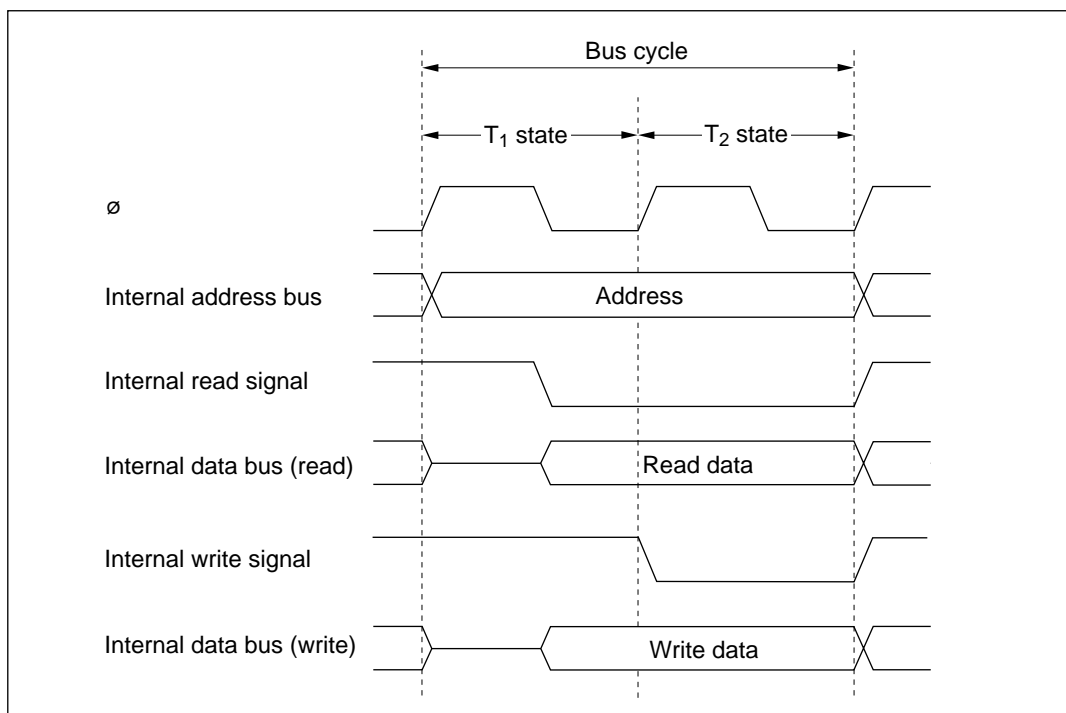 Bus cycle
T₁ state T₂ state
ø
Internal address bus Address
Internal read signal
Internal data bus (read) Read data
Internal write signal
Internal data bus (write) Write data